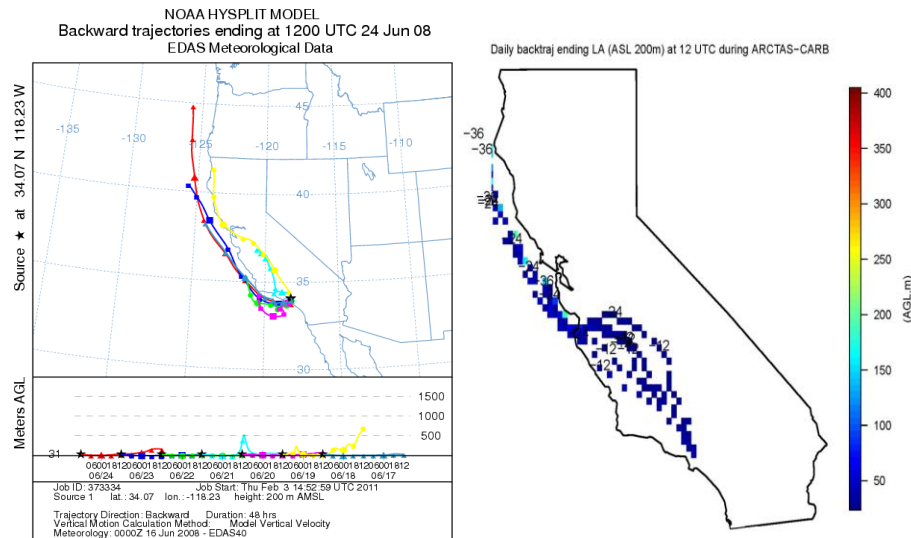 NOAA HYSPLIT MODEL
Backward trajectories ending at 1200 UTC 24 Jun 08
EDAS Meteorological Data
Source ★ at 34.07 N 118.23 W
-135
-130
-125
-120
-115
-110
45
40
35
30
Meters AGL
1500
1000
500
31
06/24 06/23 06/22 06/21 06/20 06/19 06/18 06/17
Job ID: 373334 Job Start: Thu Feb 3 14:52:59 UTC 2011
Source 1 lat.: 34.07 lon.: -118.23 height: 200 m AMSL
Trajectory Direction: Backward Duration: 48 hrs
Vertical Motion Calculation Method: Model Vertical Velocity
Meteorology: 0000Z 16 Jun 2008 - EDAS40
Daily backtraj ending LA (ASL 200m) at 12 UTC during ARCTAS-CARB
-36
-36
-24
-24
-36
-24
-12
-12
-12
400
350
300
250
200
150
100
50
(AGL,m)